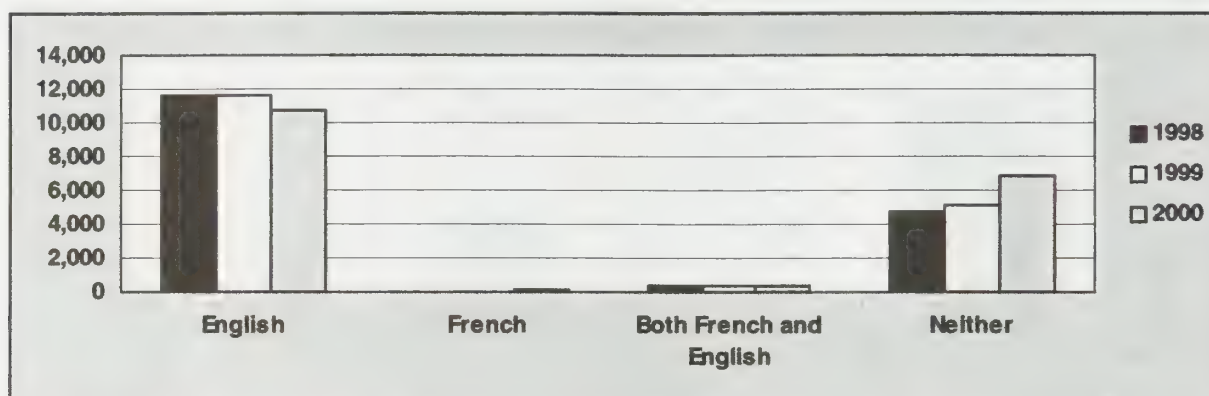 14,000
12,000
10,000
8,000
6,000
4,000
2,000
0
English
French
Both French and
English
Neither
1998
1999
2000